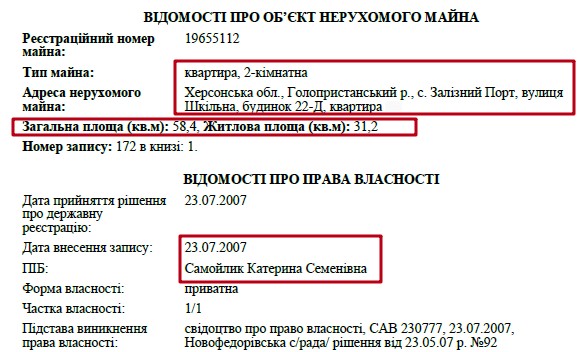 ВІДОМОСТІ ПРО ОБ’ЄКТ НЕРУХОМОГО МАЙНА
Реєстраційний номер майна: 19655112
Тип майна: квартира, 2-кімнатна
Адреса нерухомого майна: Херсонська обл., Голопристанський р., с. Залізний Порт, вулиця
Шкільна, будинок 22-Д, квартира
Загальна площа (кв.м): 58,4, Житлова площа (кв.м): 31,2
Номер запису: 172 в книзі: 1.
ВІДОМОСТІ ПРО ПРАВА ВЛАСНОСТІ
Дата прийняття рішення про державну реєстрацію: 23.07.2007
Дата внесення запису: 23.07.2007
ПІБ: Самойлик Катерина Семенівна
Форма власності: приватна
Частка власності: 1/1
Підстава виникнення права власності: свідоцтво про право власності, САВ 230777, 23.07.2007,
Новофедорівська с/рада/ рішення від 23.05.07 р. №92